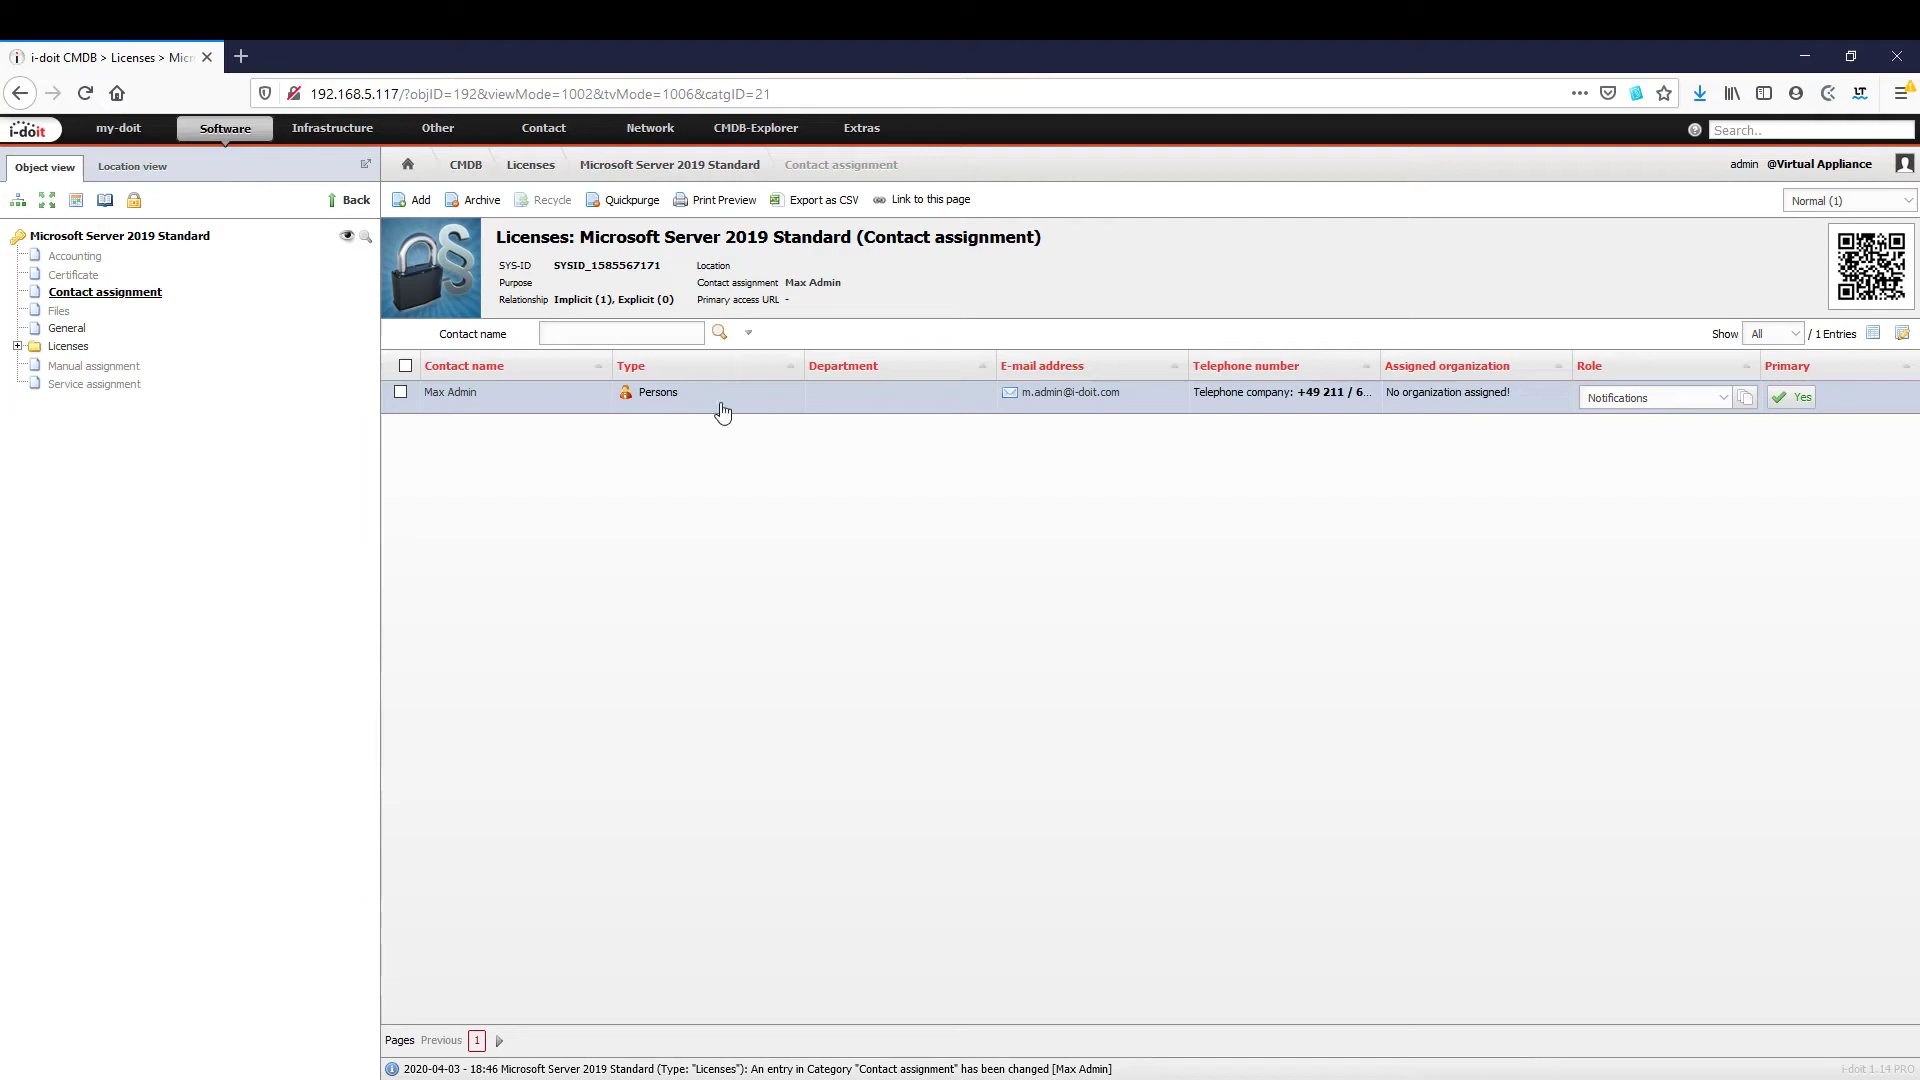 i-doit CMDB > Licenses > Micr
192.168.5.117/?objID=192&viewMode=1002&tvMode=1006&catgID=21
i-doit my-doit Software Infrastructure Other Contact Network CMDB-Explorer Extras Search..
Object view Location view CMDB Licenses Microsoft Server 2019 Standard Contact assignment admin @Virtual Appliance
Back Add Archive Recycle Quickpurge Print Preview Export as CSV Link to this page Normal (1)
Microsoft Server 2019 Standard
Accounting
Certificate
Contact assignment
Files
General
Licenses
Manual assignment
Service assignment
Licenses: Microsoft Server 2019 Standard (Contact assignment)
SYS-ID SYSID_1585567171 Location
Purpose Contact assignment Max Admin
Relationship Implicit (1), Explicit (0) Primary access URL -
Contact name Show All / 1 Entries
Contact name Type Department E-mail address Telephone number Assigned organization Role Primary
Max Admin Persons m.admin@i-doit.com Telephone company: +49 211 / 6... No organization assigned! Notifications Yes
Pages Previous 1
2020-04-03 - 18:46 Microsoft Server 2019 Standard (Type: "Licenses"): An entry in Category "Contact assignment" has been changed [Max Admin] i-doit 1.14 PRO